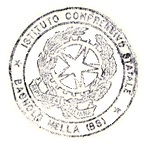 ISTITUTO COMPRENSIVO STATALE
BAGNOLO MELLA (BS)